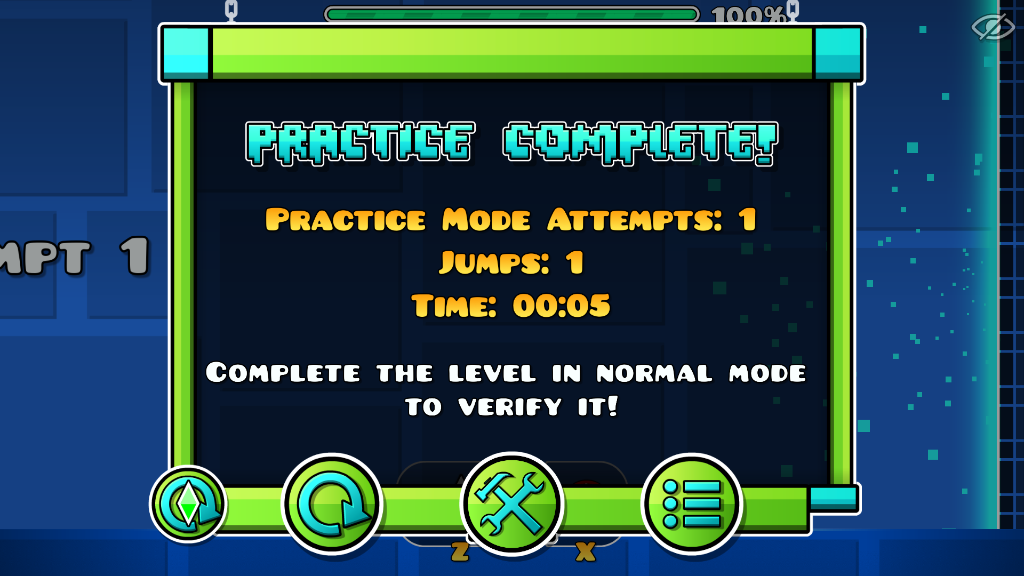 100%
PRACTICE COMPLETE!
PRACTICE MODE ATTEMPTS: 1
MPT 1
JUMPS: 1
TIME: 00:05
COMPLETE THE LEVEL IN NORMAL MODE
TO VERIFY IT!
Z X